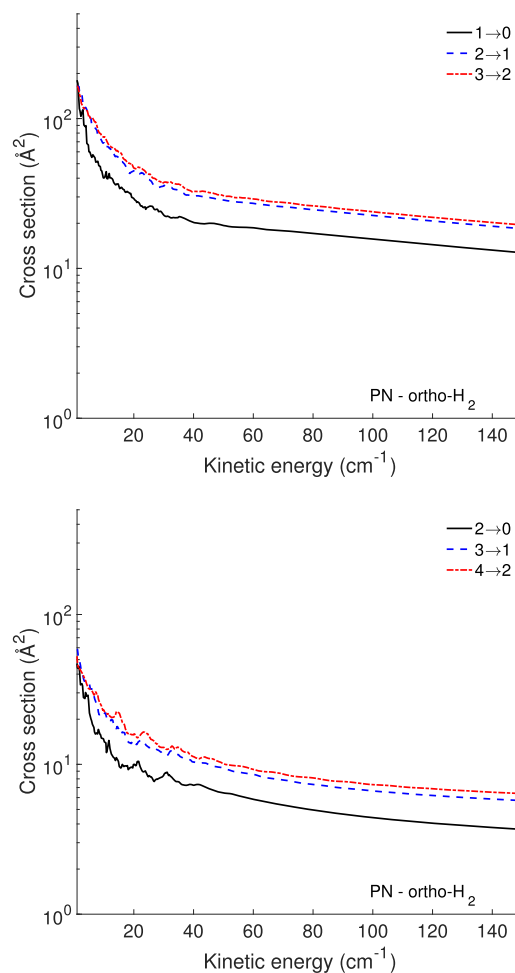 1→0
2→1
3→2
10²
10¹
10⁰
Cross section (Å²)
PN - ortho-H₂
20 40 60 80 100 120 140
Kinetic energy (cm⁻¹)
2→0
3→1
4→2
10²
10¹
10⁰
Cross section (Å²)
PN - ortho-H₂
20 40 60 80 100 120 140
Kinetic energy (cm⁻¹)